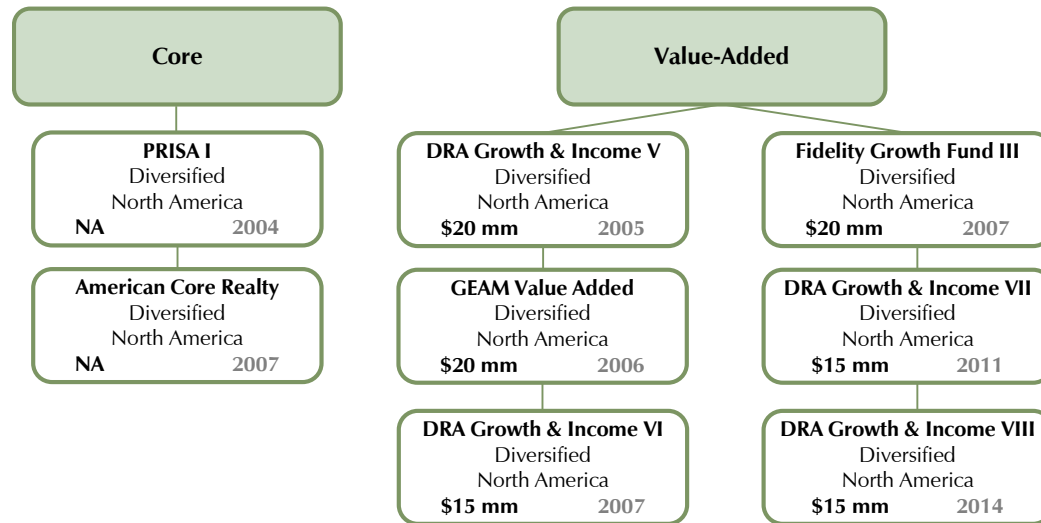 Core
PRISA I
Diversified
North America
NA 2004
American Core Realty
Diversified
North America
NA 2007
Value-Added
DRA Growth & Income V
Diversified
North America
$20 mm 2005
GEAM Value Added
Diversified
North America
$20 mm 2006
DRA Growth & Income VI
Diversified
North America
$15 mm 2007
Fidelity Growth Fund III
Diversified
North America
$20 mm 2007
DRA Growth & Income VII
Diversified
North America
$15 mm 2011
DRA Growth & Income VIII
Diversified
North America
$15 mm 2014